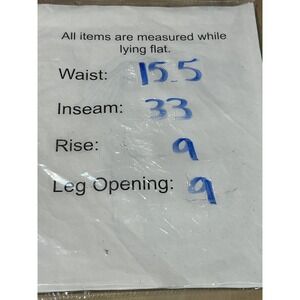 All items are measured while
lying flat.
Waist: 15.5
Inseam: 33
Rise: 9
Leg Opening: 9